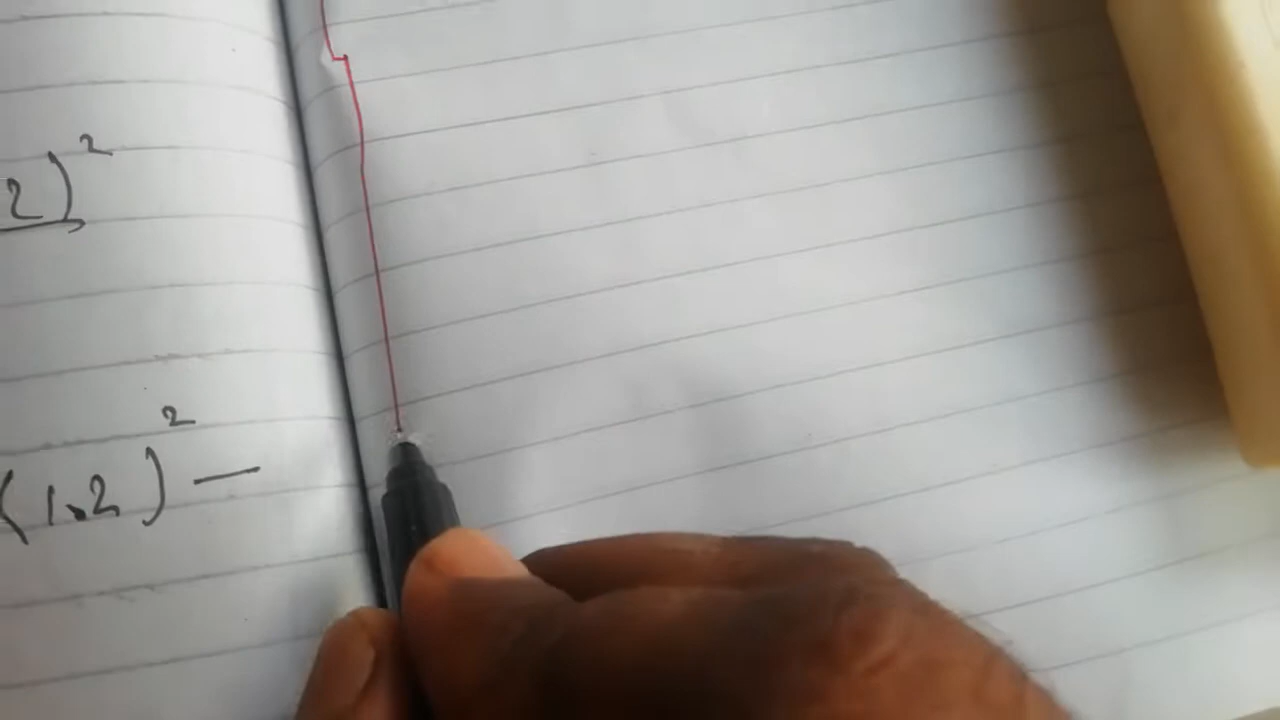 2)²
(1.2)² —